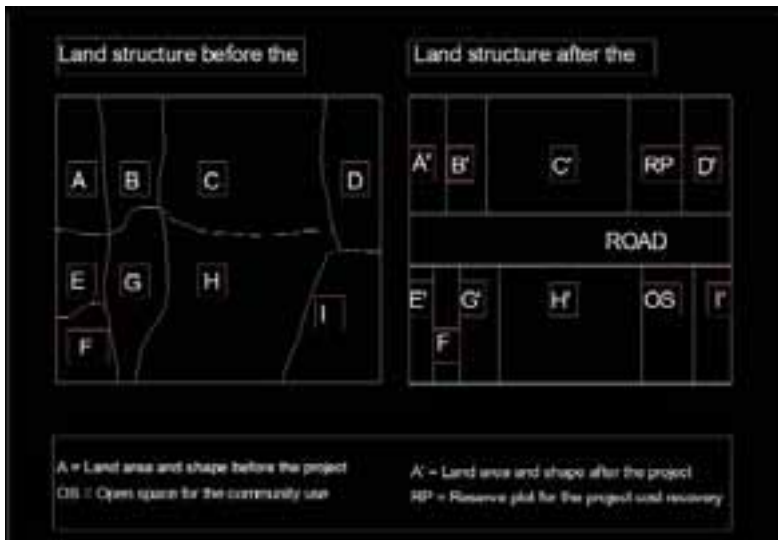 Land structure before the
Land structure after the
A B C D
E G H I
F
A' B' C' RP D'
ROAD
E' G' H' OS I'
F
A = Land area and shape before the project
OS = Open space for the community use
A' = Land area and shape after the project
RP = Reserve plot for the project cost recovery